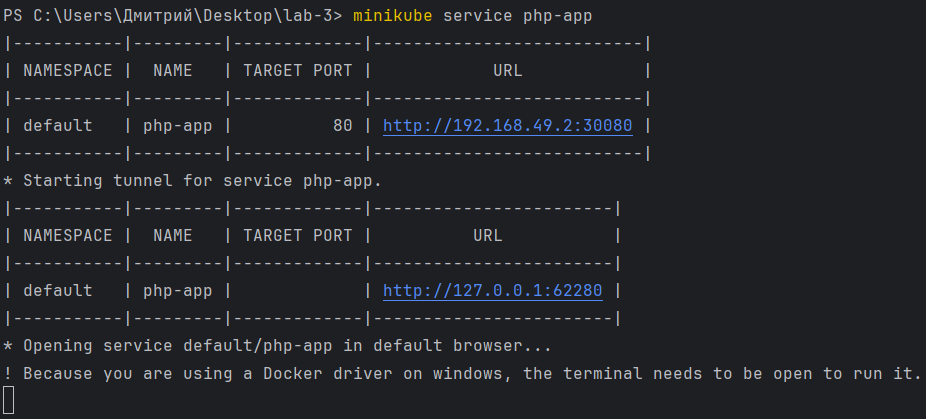 PS C:\Users\Дмитрий\Desktop\lab-3> minikube service php-app
|-----------|---------|-------------|---------------------------|
| NAMESPACE |  NAME   | TARGET PORT |            URL            |
|-----------|---------|-------------|---------------------------|
| default   | php-app |          80 | http://192.168.49.2:30080 |
|-----------|---------|-------------|---------------------------|
* Starting tunnel for service php-app.
|-----------|---------|-------------|------------------------|
| NAMESPACE |  NAME   | TARGET PORT |          URL           |
|-----------|---------|-------------|------------------------|
| default   | php-app |             | http://127.0.0.1:62280 |
|-----------|---------|-------------|------------------------|
* Opening service default/php-app in default browser...
! Because you are using a Docker driver on windows, the terminal needs to be open to run it.